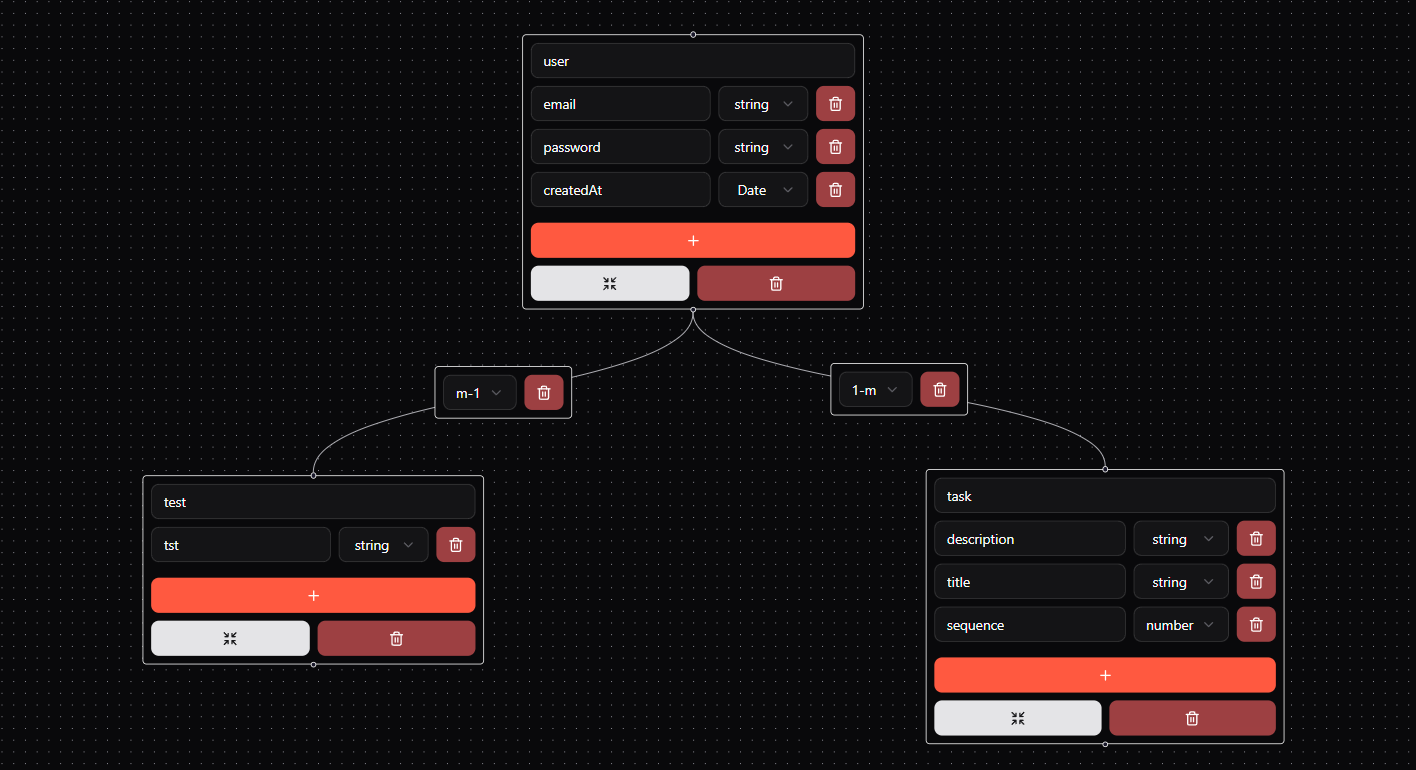 user
email string
password string
createdAt Date
+
m-1
1-m
test
tst string
+
task
description string
title string
sequence number
+